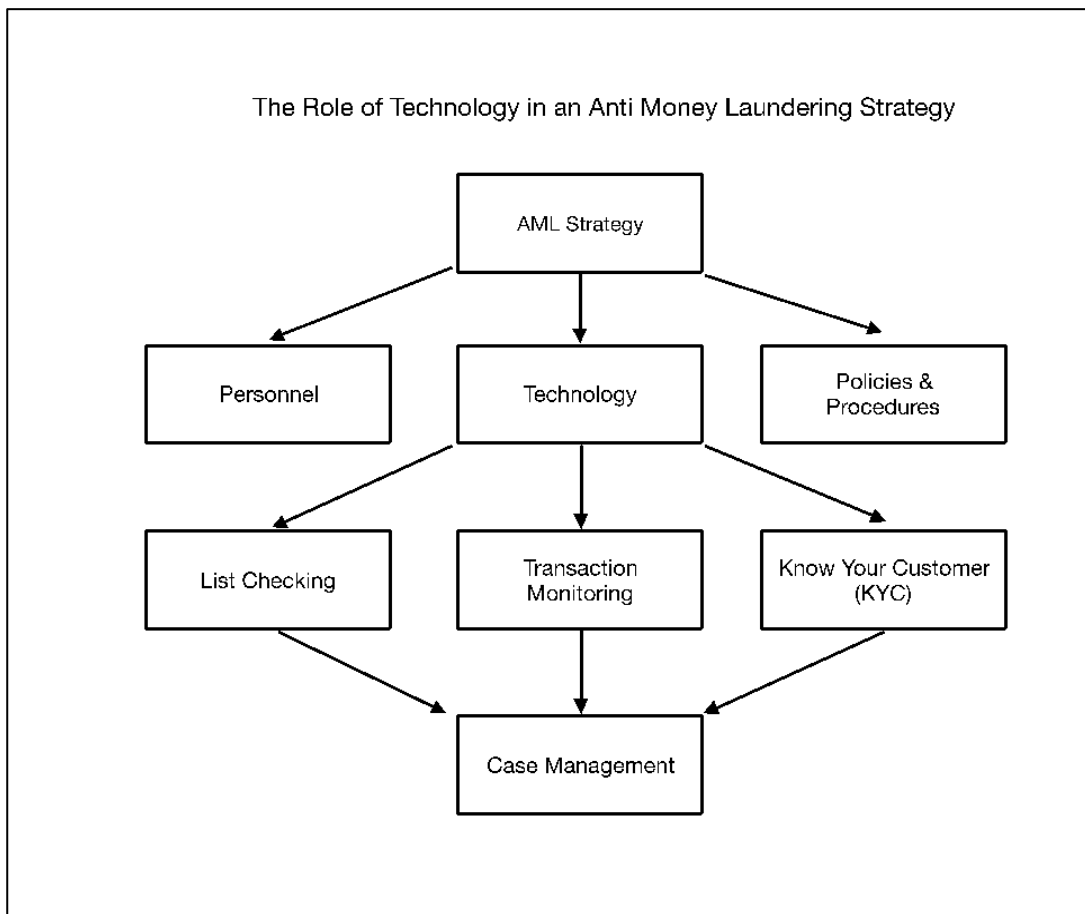 The Role of Technology in an Anti Money Laundering Strategy
AML Strategy
Personnel
Technology
Policies &
Procedures
List Checking
Transaction
Monitoring
Know Your Customer
(KYC)
Case Management